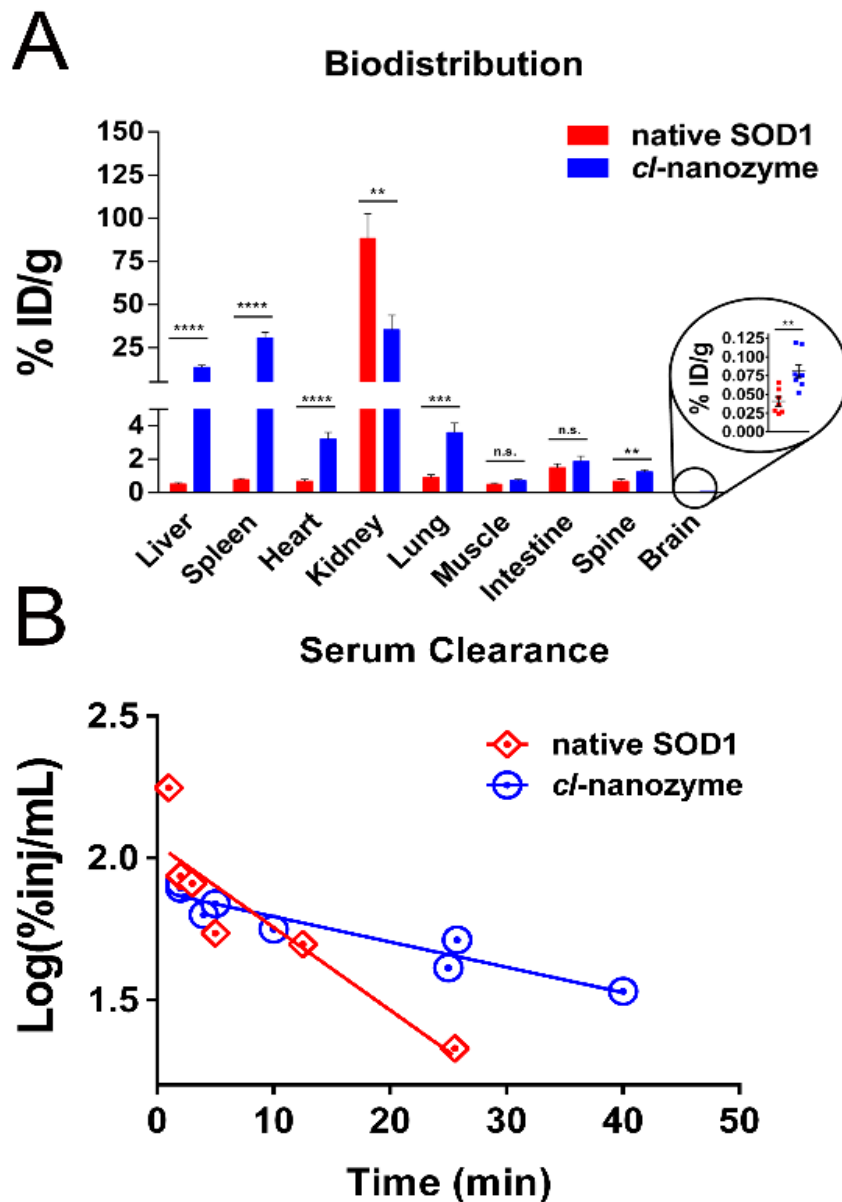 A
Biodistribution
native SOD1
cl-nanozyme
% ID/g
150
125
100
75
50
25
4
2
0
****
****
****
**
***
n.s.
n.s.
**
**
% ID/g
0.125
0.100
0.075
0.050
0.025
0.000
Liver
Spleen
Heart
Kidney
Lung
Muscle
Intestine
Spine
Brain
B
Serum Clearance
native SOD1
cl-nanozyme
Log(%inj/mL)
2.5
2.0
1.5
0 10 20 30 40 50
Time (min)